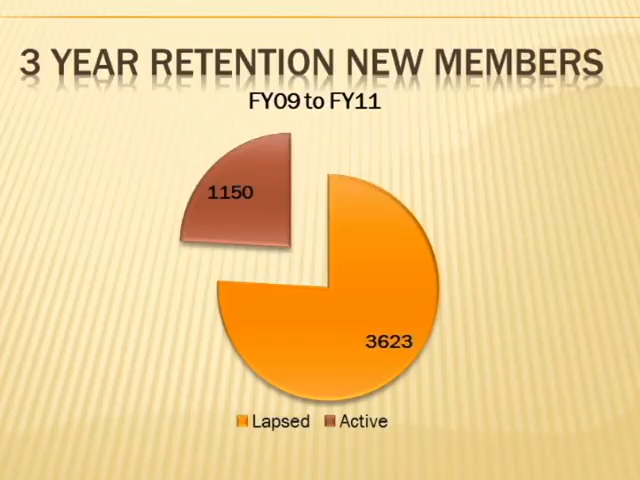 3 YEAR RETENTION NEW MEMBERS
FY09 to FY11
1150
3623
Lapsed Active